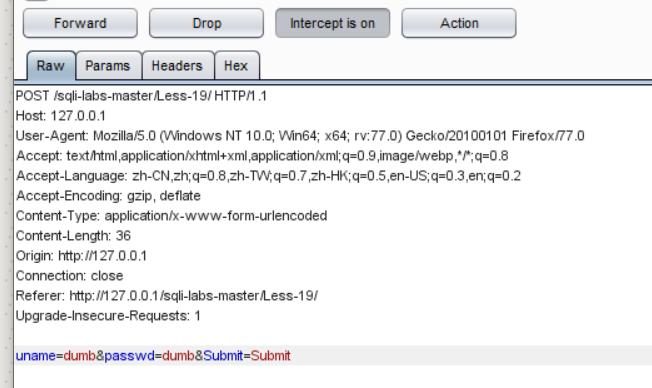 Forward Drop Intercept is on Action
Raw Params Headers Hex
POST /sqli-labs-master/Less-19/ HTTP/1.1
Host: 127.0.0.1
User-Agent: Mozilla/5.0 (Windows NT 10.0; Win64; x64; rv:77.0) Gecko/20100101 Firefox/77.0
Accept: text/html,application/xhtml+xml,application/xml;q=0.9,image/webp,*/*;q=0.8
Accept-Language: zh-CN,zh;q=0.8,zh-TW;q=0.7,zh-HK;q=0.5,en-US;q=0.3,en;q=0.2
Accept-Encoding: gzip, deflate
Content-Type: application/x-www-form-urlencoded
Content-Length: 36
Origin: http://127.0.0.1
Connection: close
Referer: http://127.0.0.1/sqli-labs-master/Less-19/
Upgrade-Insecure-Requests: 1
uname=dumb&passwd=dumb&Submit=Submit